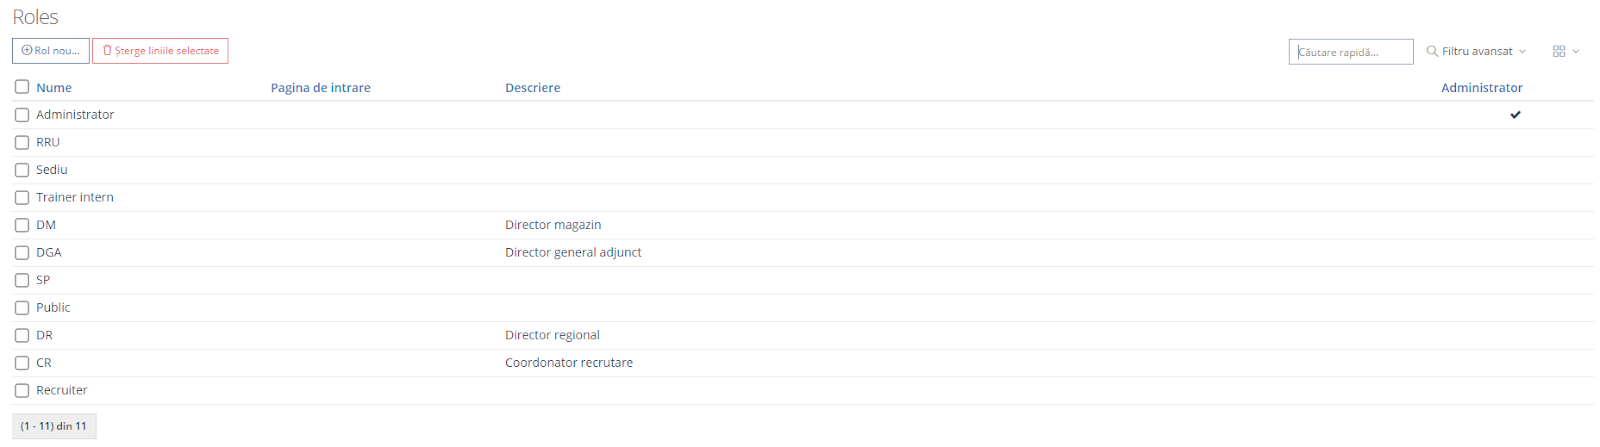 Roles
Rol nou... Șterge liniile selectate Căutare rapidă... Filtru avansat
Nume Pagina de intrare Descriere Administrator
Administrator
RRU
Sediu
Trainer intern
DM Director magazin
DGA Director general adjunct
SP
Public
DR Director regional
CR Coordonator recrutare
Recruiter
(1 - 11) din 11